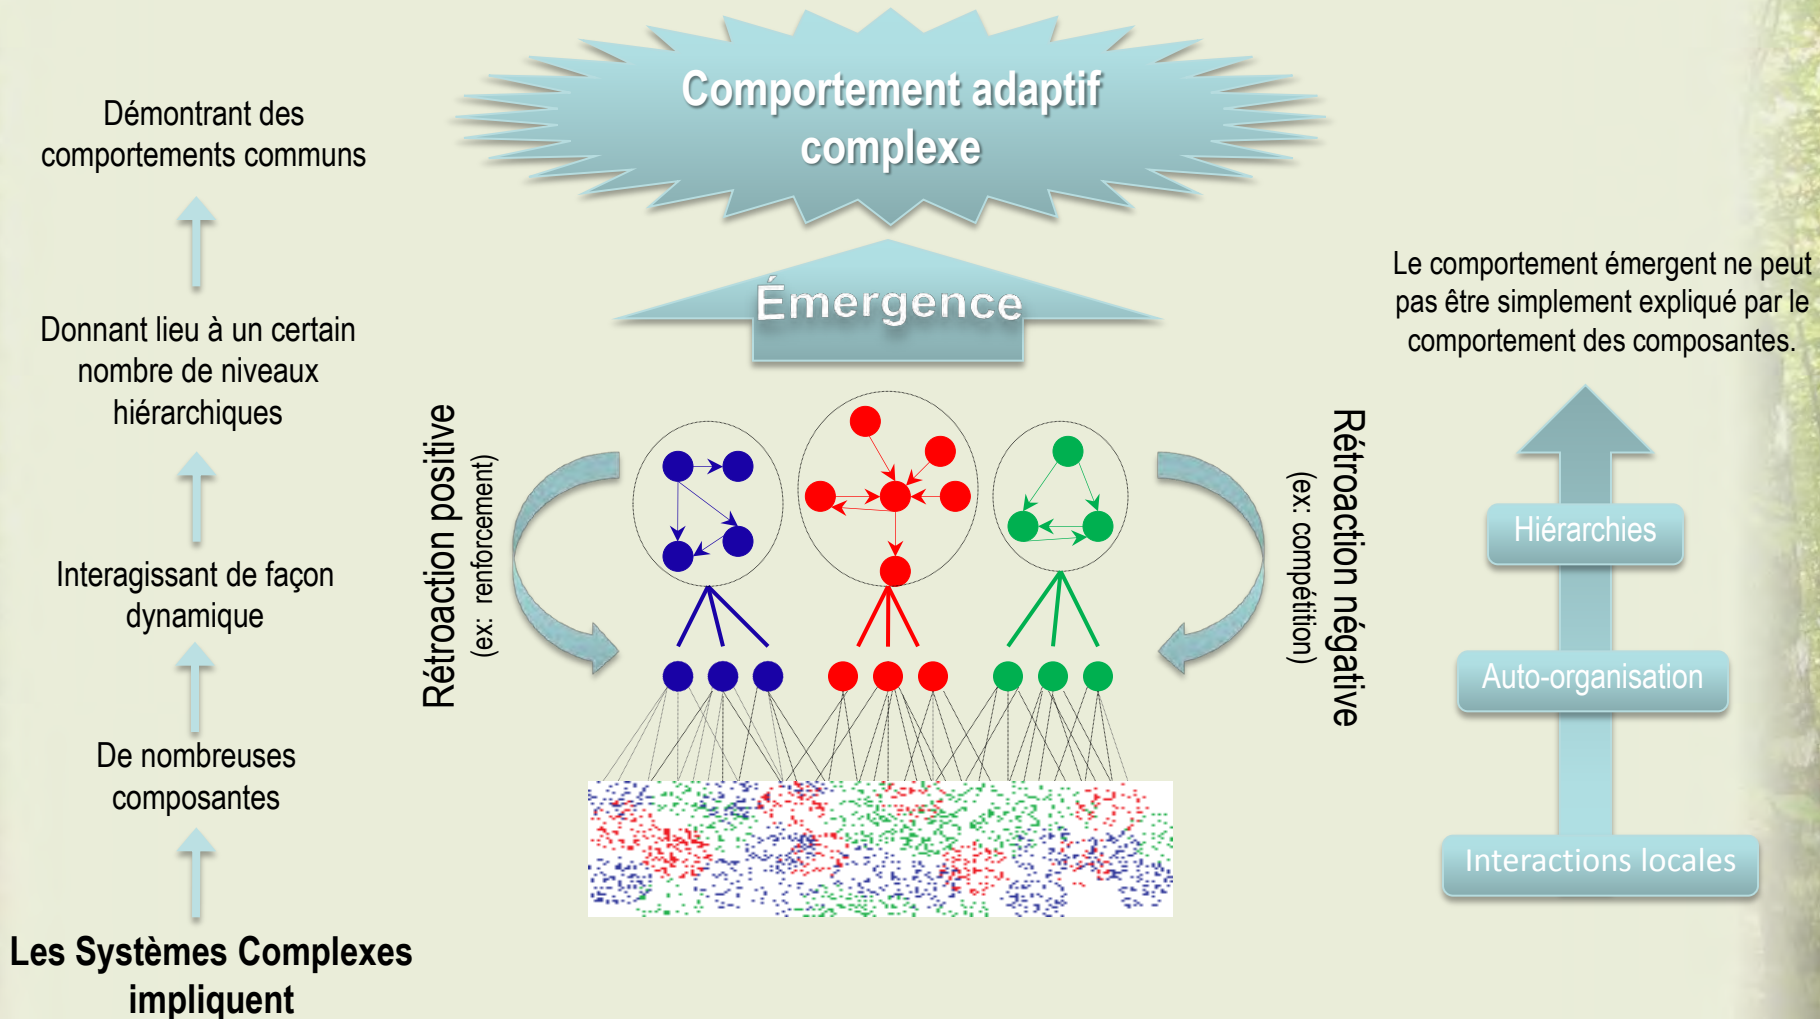 Comportement adaptif
complexe
Démontrant des
comportements communs
Émergence
Le comportement émergent ne peut
pas être simplement expliqué par le
comportement des composantes.
Donnant lieu à un certain
nombre de niveaux
hiérarchiques
Rétroaction positive
(ex: renforcement)
Rétroaction négative
(ex: compétition)
Hiérarchies
Interagissant de façon
dynamique
Auto-organisation
De nombreuses
composantes
Interactions locales
Les Systèmes Complexes
impliquent